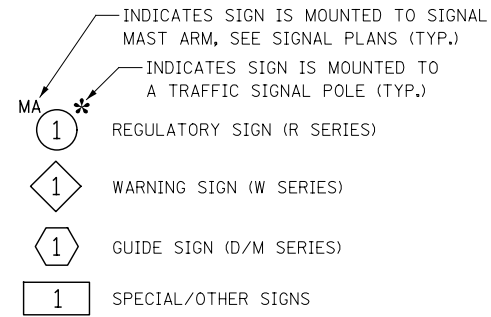 INDICATES SIGN IS MOUNTED TO SIGNAL
MAST ARM, SEE SIGNAL PLANS (TYP.)
INDICATES SIGN IS MOUNTED TO
A TRAFFIC SIGNAL POLE (TYP.)
MA *
1 REGULATORY SIGN (R SERIES)
1 WARNING SIGN (W SERIES)
1 GUIDE SIGN (D/M SERIES)
1 SPECIAL/OTHER SIGNS